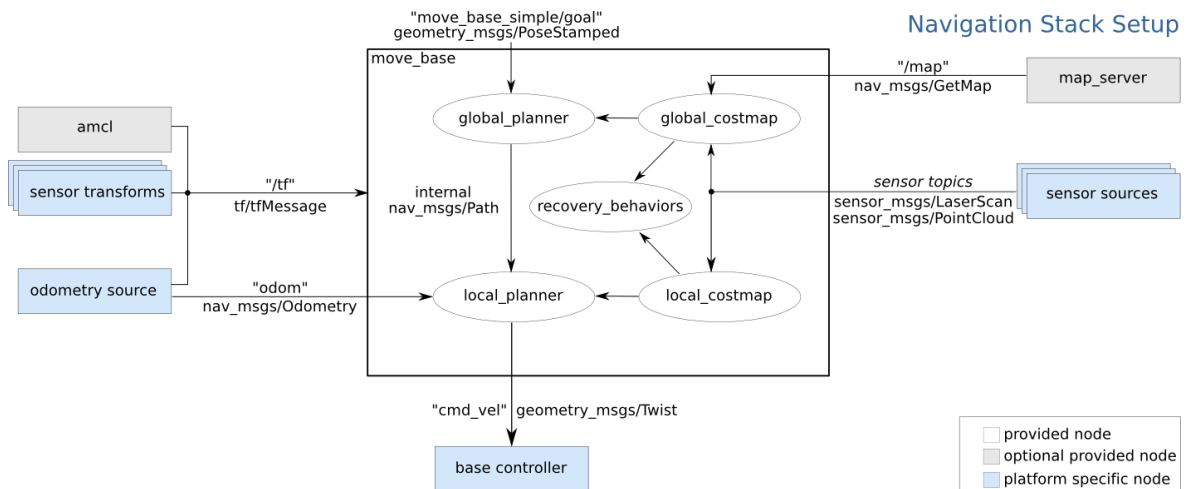 Navigation Stack Setup
"move_base_simple/goal"
geometry_msgs/PoseStamped
move_base
"/map"
nav_msgs/GetMap
map_server
global_planner
global_costmap
amcl
sensor transforms
"/tf"
tf/tfMessage
internal
nav_msgs/Path
recovery_behaviors
sensor topics
sensor_msgs/LaserScan
sensor_msgs/PointCloud
sensor sources
odometry source
"odom"
nav_msgs/Odometry
local_planner
local_costmap
"cmd_vel"
geometry_msgs/Twist
base controller
provided node
optional provided node
platform specific node